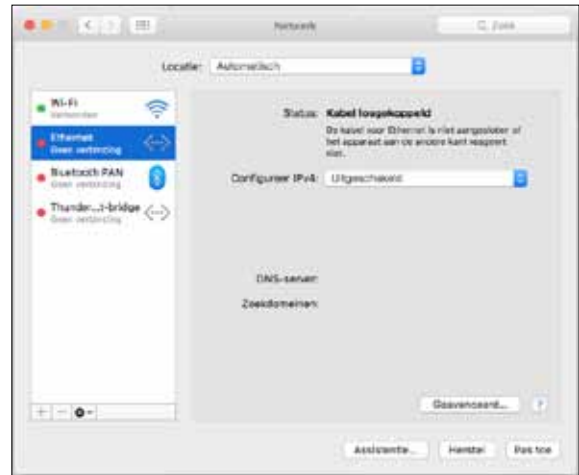 Netwerk
Zoek
Locatie: Automatisch
Wi-Fi
Verbonden
Ethernet
Geen verbinding
Bluetooth PAN
Geen verbinding
Thunder...t-bridge
Geen verbinding
Status: Kabel losgekoppeld
De kabel voor Ethernet is niet aangesloten of
het apparaat aan de andere kant reageert
niet.
Configureer IPv4: Uitgeschakeld
DNS-server:
Zoekdomeinen:
Geavanceerd... ?
Assistentie... Herstel Pas toe